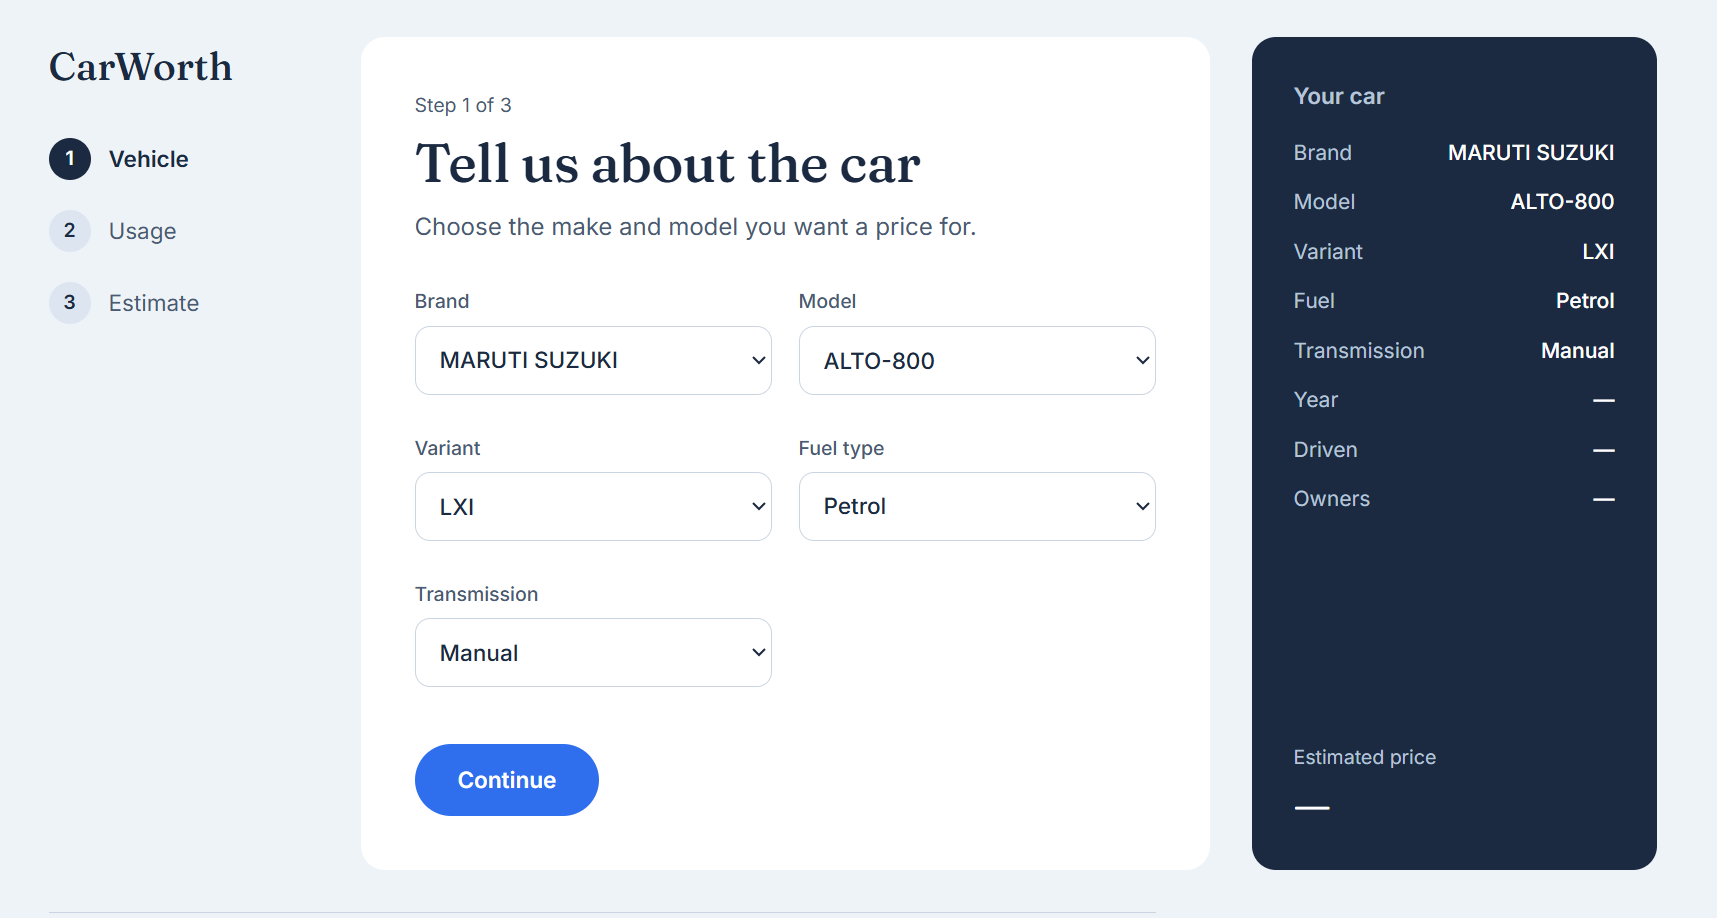 CarWorth
1 Vehicle
2 Usage
3 Estimate
Step 1 of 3
Tell us about the car
Choose the make and model you want a price for.
Brand
MARUTI SUZUKI
Model
ALTO-800
Variant
LXI
Fuel type
Petrol
Transmission
Manual
Continue
Your car
Brand MARUTI SUZUKI
Model ALTO-800
Variant LXI
Fuel Petrol
Transmission Manual
Year —
Driven —
Owners —
Estimated price
—